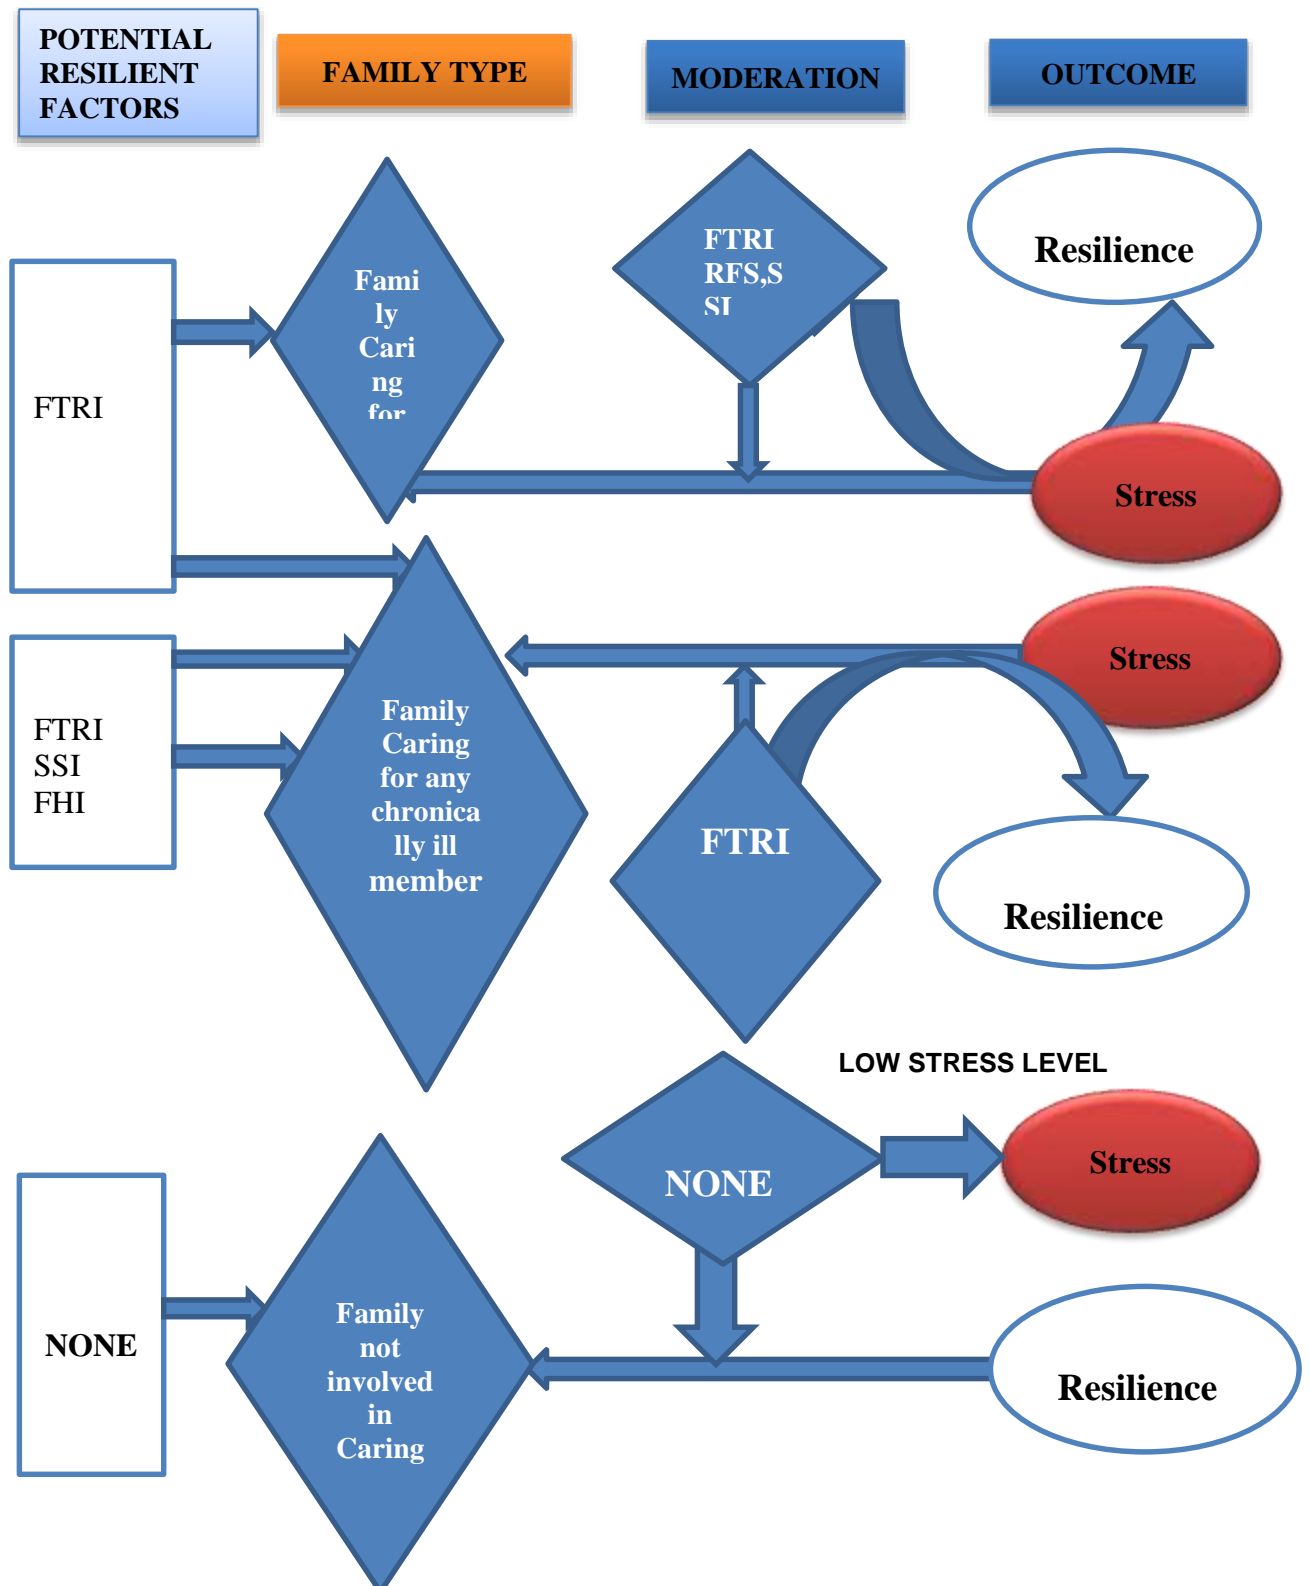 POTENTIAL
RESILIENT
FACTORS
FAMILY TYPE
MODERATION
OUTCOME
FTRI
Fami
ly
Cari
ng
for
FTRI
RFS,S
SI
Resilience
Stress
FTRI
SSI
FHI
Family
Caring
for any
chronica
lly ill
member
FTRI
Stress
Resilience
LOW STRESS LEVEL
NONE
Family
not
involved
in
Caring
NONE
Stress
Resilience